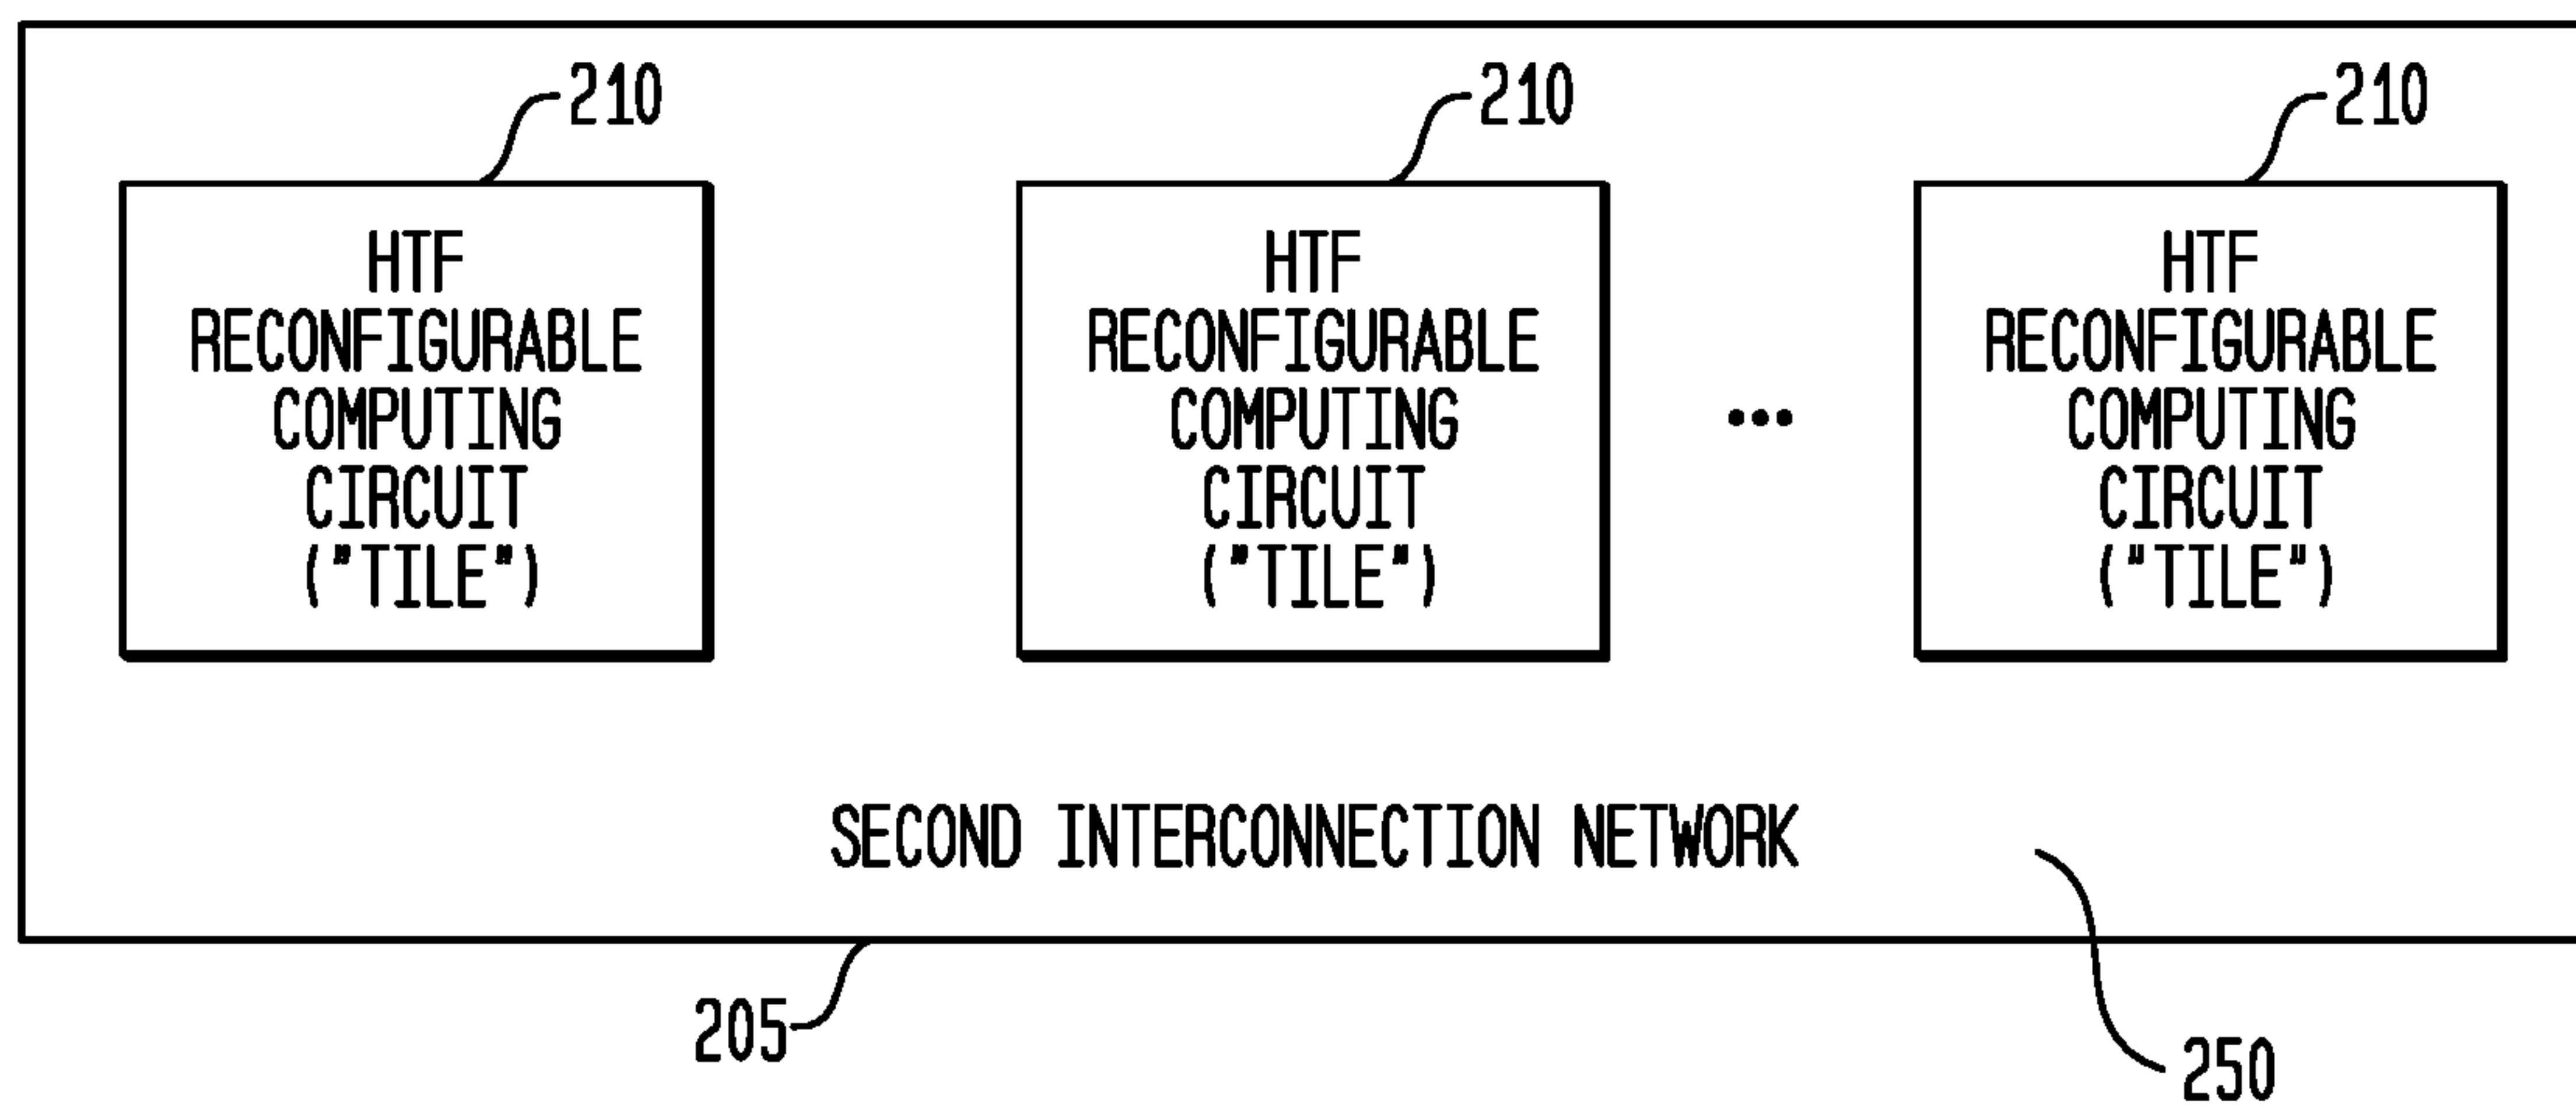 210
210
210
HTF
RECONFIGURABLE
COMPUTING
CIRCUIT
("TILE")
HTF
RECONFIGURABLE
COMPUTING
CIRCUIT
("TILE")
...
HTF
RECONFIGURABLE
COMPUTING
CIRCUIT
("TILE")
SECOND INTERCONNECTION NETWORK
205
250